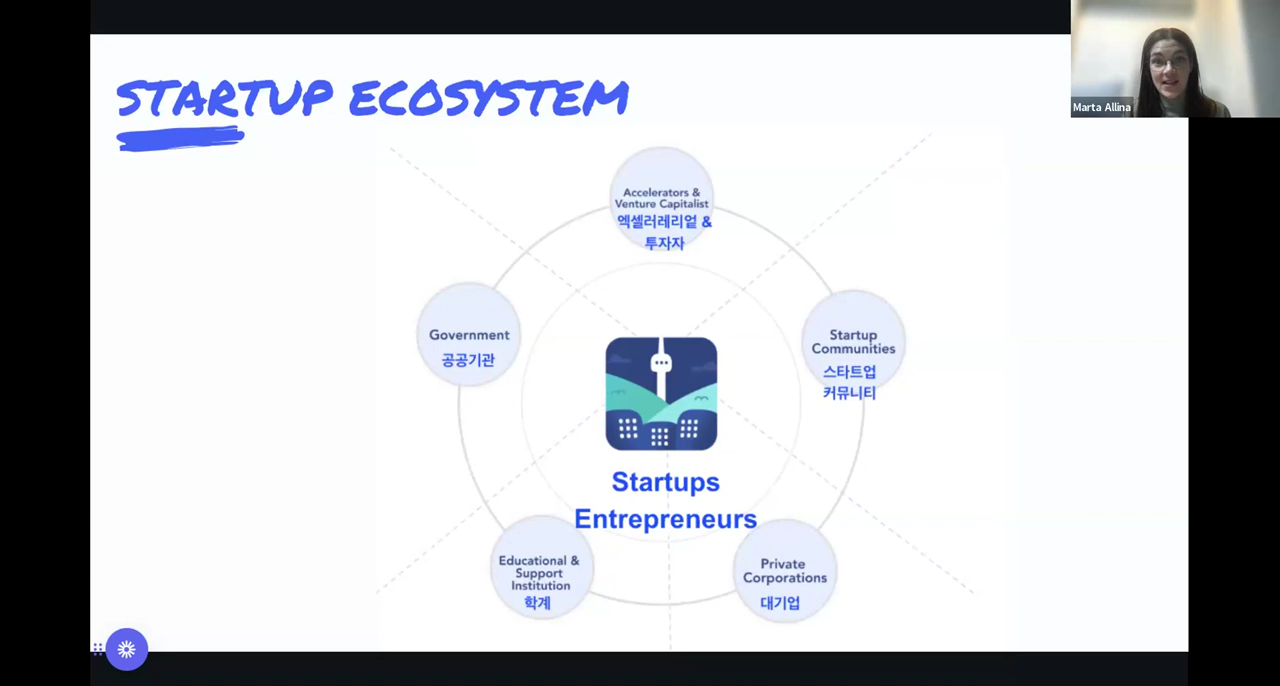 STARTUP ECOSYSTEM
Marta Allina
Accelerators &
Venture Capitalist
엑셀러레리엍 &
투자자
Government
공공기관
Startup
Communities
스타트업
커뮤니티
Startups
Entrepreneurs
Educational &
Support
Institution
학계
Private
Corporations
대기업